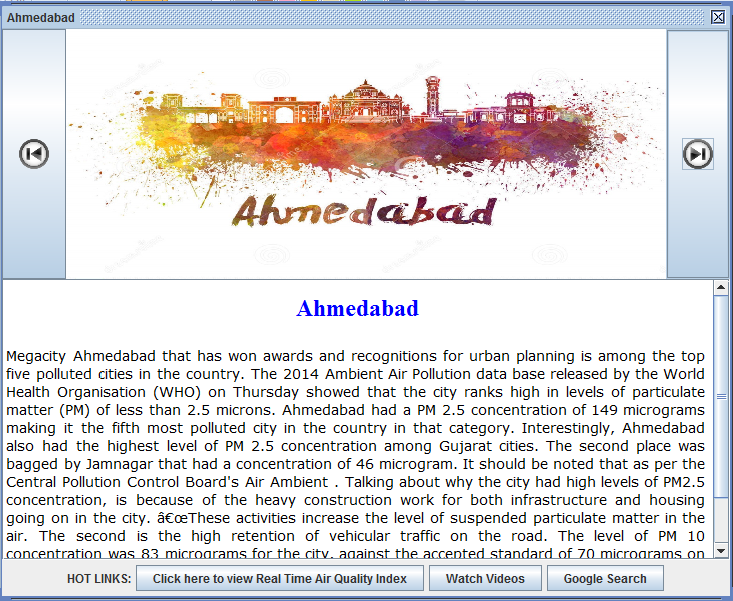 Ahmedabad
Ahmedabad
Ahmedabad
Megacity Ahmedabad that has won awards and recognitions for urban planning is among the top
five polluted cities in the country. The 2014 Ambient Air Pollution data base released by the World
Health Organisation (WHO) on Thursday showed that the city ranks high in levels of particulate
matter (PM) of less than 2.5 microns. Ahmedabad had a PM 2.5 concentration of 149 micrograms
making it the fifth most polluted city in the country in that category. Interestingly, Ahmedabad
also had the highest level of PM 2.5 concentration among Gujarat cities. The second place was
bagged by Jamnagar that had a concentration of 46 microgram. It should be noted that as per the
Central Pollution Control Board's Air Ambient . Talking about why the city had high levels of PM2.5
concentration, is because of the heavy construction work for both infrastructure and housing
going on in the city. â€œThese activities increase the level of suspended particulate matter in the
air. The second is the high retention of vehicular traffic on the road. The level of PM 10
concentration was 83 micrograms for the city, against the accepted standard of 70 micrograms on
HOT LINKS: Click here to view Real Time Air Quality Index Watch Videos Google Search